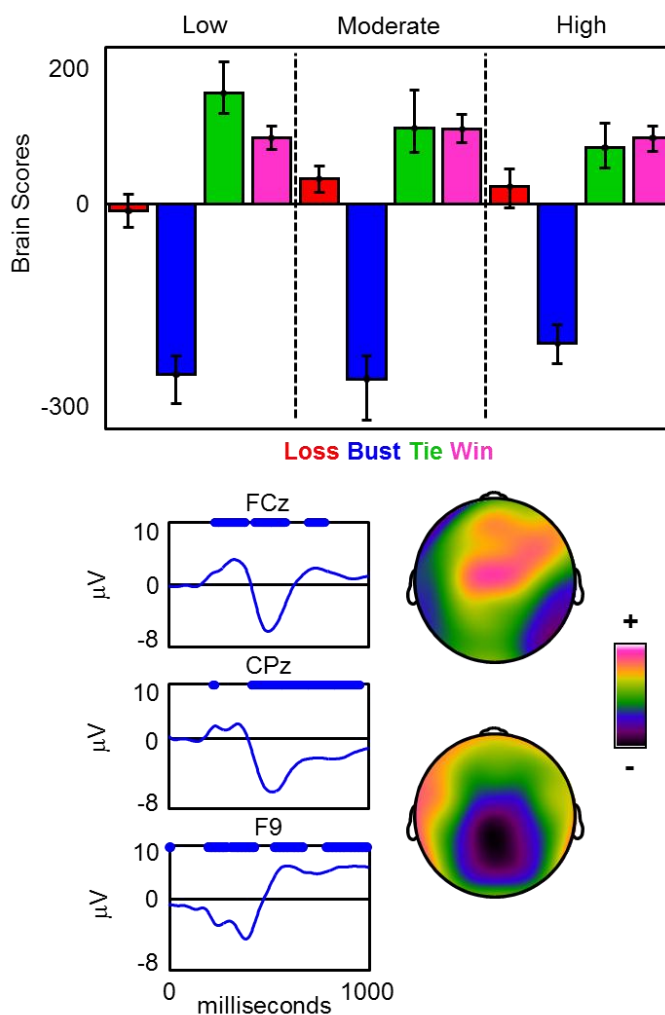 Low Moderate High
200
0
-300
Brain Scores
Loss Bust Tie Win
FCz
10
0
-8
μV
CPz
10
0
-8
μV
F9
10
0
-8
μV
0 1000
milliseconds
+
-